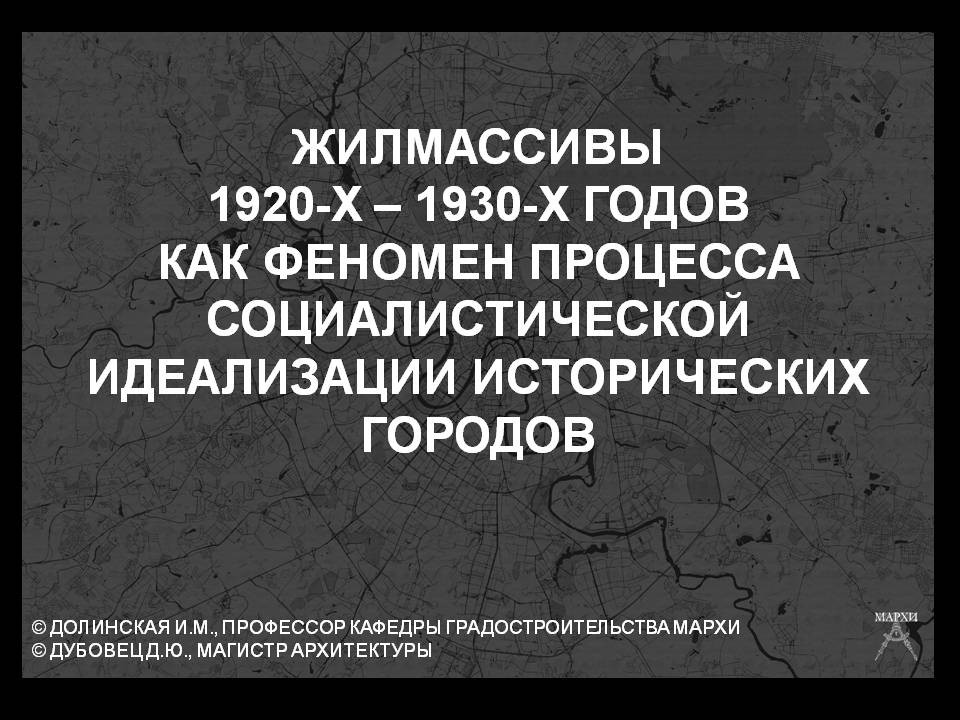 ЖИЛМАССИВЫ
1920-Х – 1930-Х ГОДОВ
КАК ФЕНОМЕН ПРОЦЕССА
СОЦИАЛИСТИЧЕСКОЙ
ИДЕАЛИЗАЦИИ ИСТОРИЧЕСКИХ
ГОРОДОВ
© ДОЛИНСКАЯ И.М., ПРОФЕССОР КАФЕДРЫ ГРАДОСТРОИТЕЛЬСТВА МАРХИ
© ДУБОВЕЦ Д.Ю., МАГИСТР АРХИТЕКТУРЫ
МАРХИ